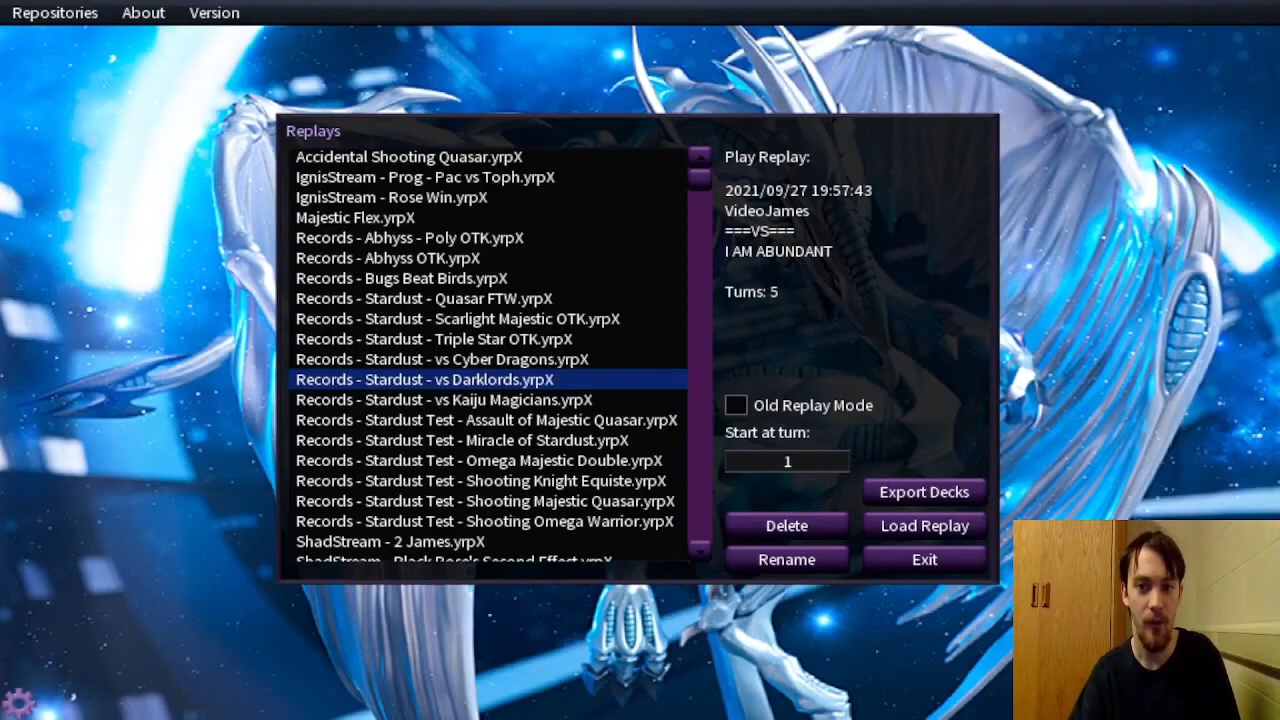 Repositories About Version
Replays
Accidental Shooting Quasar.yrpX
IgnisStream - Prog - Pac vs Toph.yrpX
IgnisStream - Rose Win.yrpX
Majestic Flex.yrpX
Records - Abhyss - Poly OTK.yrpX
Records - Abhyss OTK.yrpX
Records - Bugs Beat Birds.yrpX
Records - Stardust - Quasar FTW.yrpX
Records - Stardust - Scarlight Majestic OTK.yrpX
Records - Stardust - Triple Star OTK.yrpX
Records - Stardust - vs Cyber Dragons.yrpX
Records - Stardust - vs Darklords.yrpX
Records - Stardust - vs Kaiju Magicians.yrpX
Records - Stardust Test - Assault of Majestic Quasar.yrpX
Records - Stardust Test - Miracle of Stardust.yrpX
Records - Stardust Test - Omega Majestic Double.yrpX
Records - Stardust Test - Shooting Knight Equiste.yrpX
Records - Stardust Test - Shooting Majestic Quasar.yrpX
Records - Stardust Test - Shooting Omega Warrior.yrpX
ShadStream - 2 James.yrpX
ShadStream - Black Rose's Second Effect.yrpX
Play Replay:
2021/09/27 19:57:43
VideoJames
===VS===
I AM ABUNDANT
Turns: 5
Old Replay Mode
Start at turn:
1
Export Decks
Delete Load Replay
Rename Exit